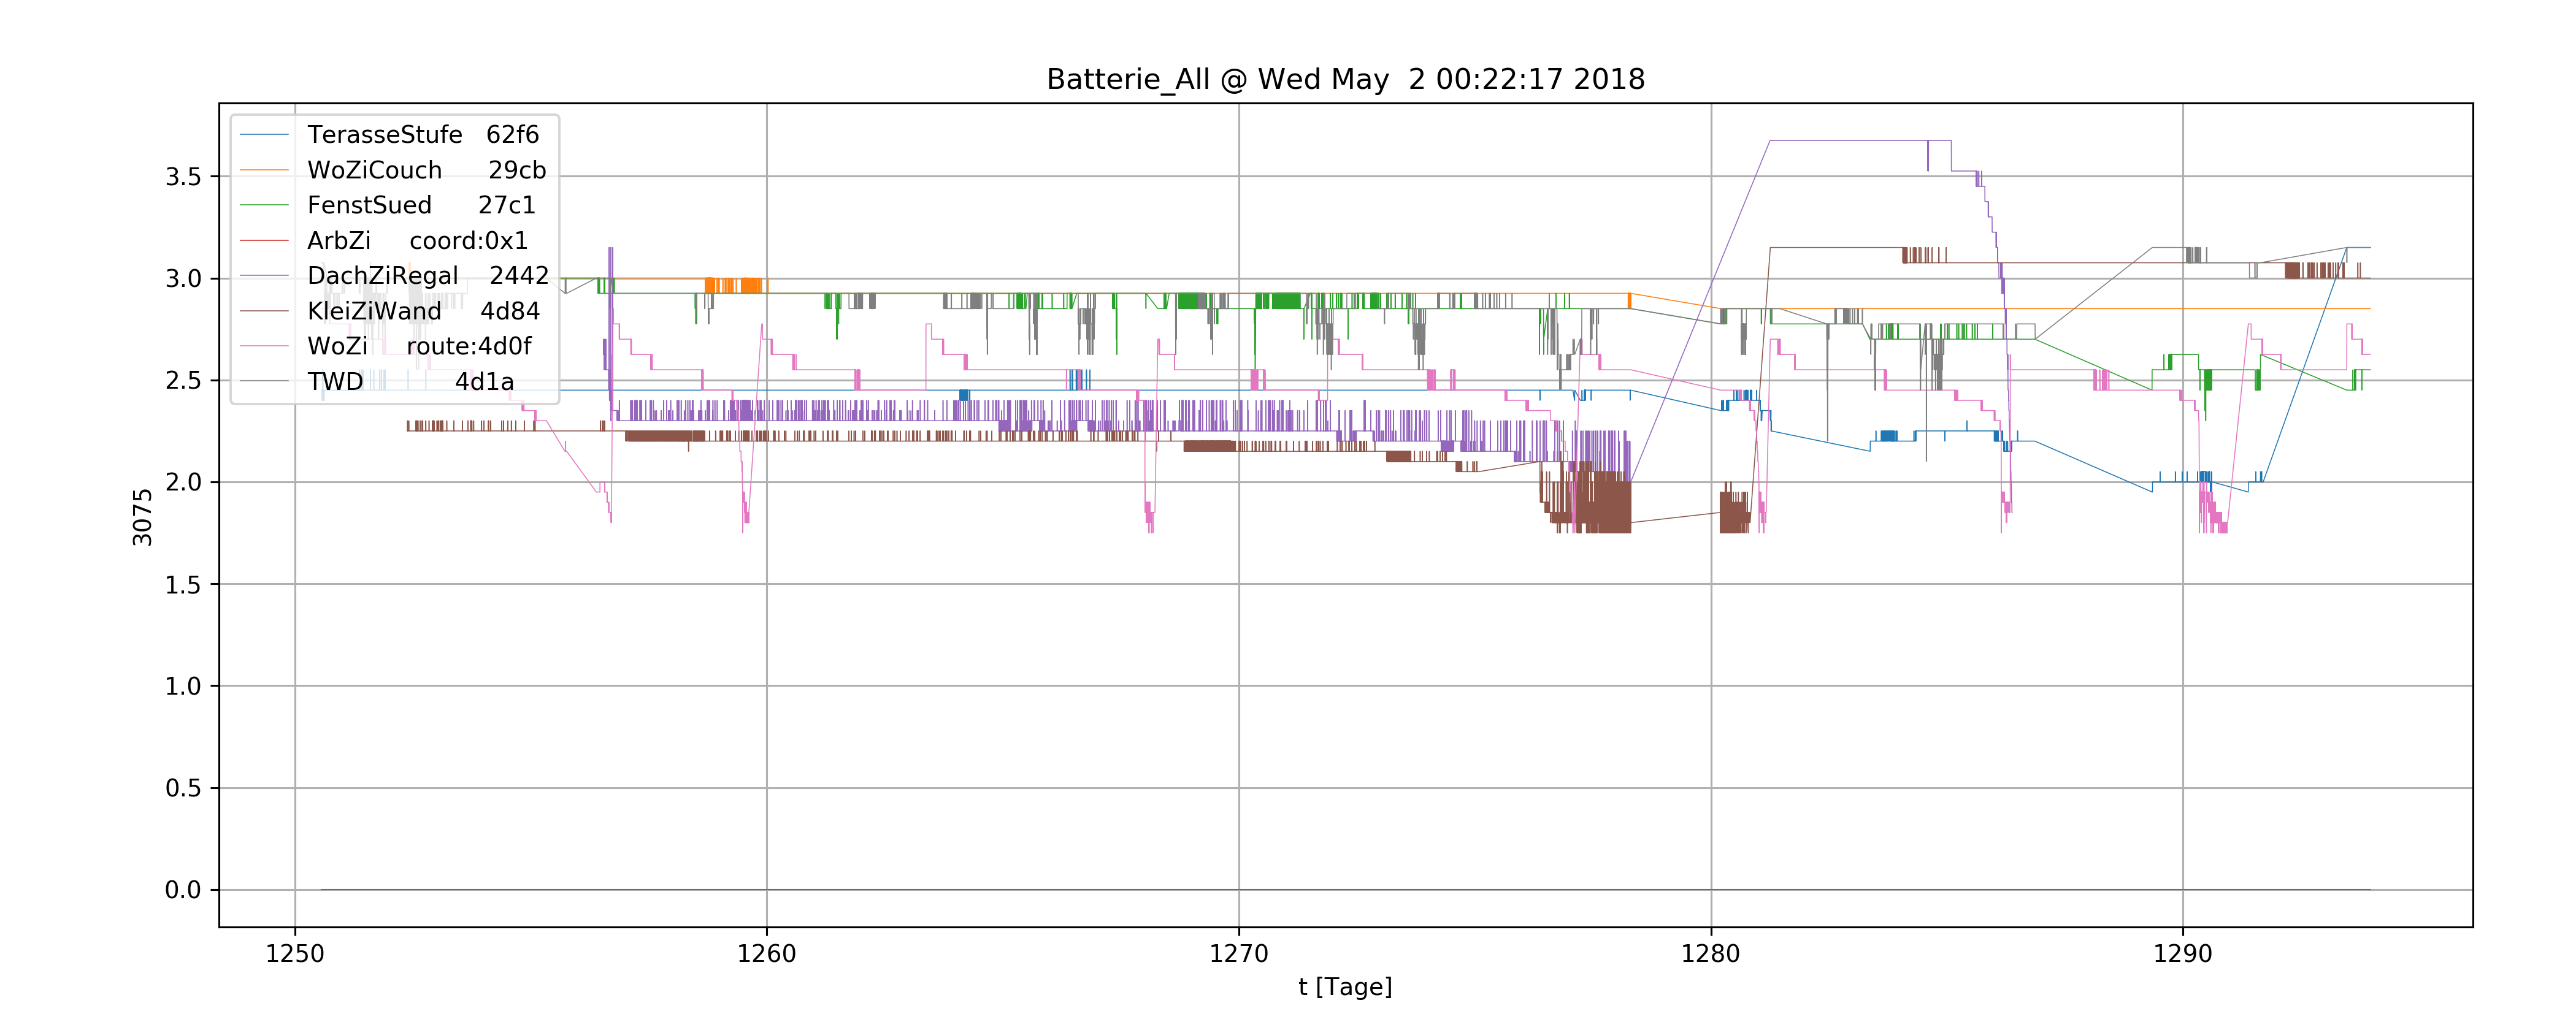 Batterie_All @ Wed May  2 00:22:17 2018
TerasseStufe   62f6
WoZiCouch      29cb
FenstSued      27c1
ArbZi     coord:0x1
DachZiRegal    2442
KleiZiWand     4d84
WoZi     route:4d0f
TWD            4d1a
3.5
3.0
2.5
2.0
1.5
1.0
0.5
0.0
3075
1250 1260 1270 1280 1290
t [Tage]